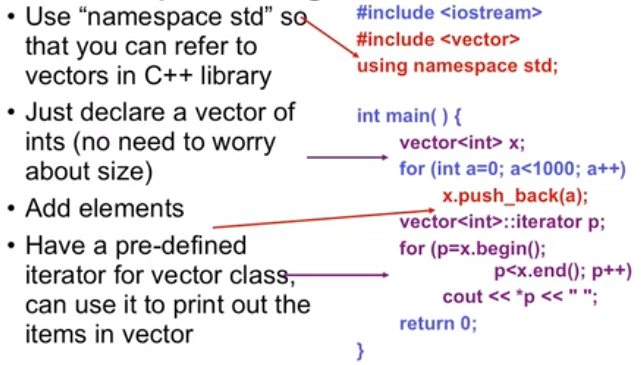 • Use “namespace std” so
that you can refer to
vectors in C++ library
• Just declare a vector of
ints (no need to worry
about size)
• Add elements
• Have a pre-defined
iterator for vector class,
can use it to print out the
items in vector
#include <iostream>
#include <vector>
using namespace std;
int main( ) {
vector<int> x;
for (int a=0; a<1000; a++)
x.push_back(a);
vector<int>::iterator p;
for (p=x.begin();
p<x.end(); p++)
cout << *p << " ";
return 0;
}